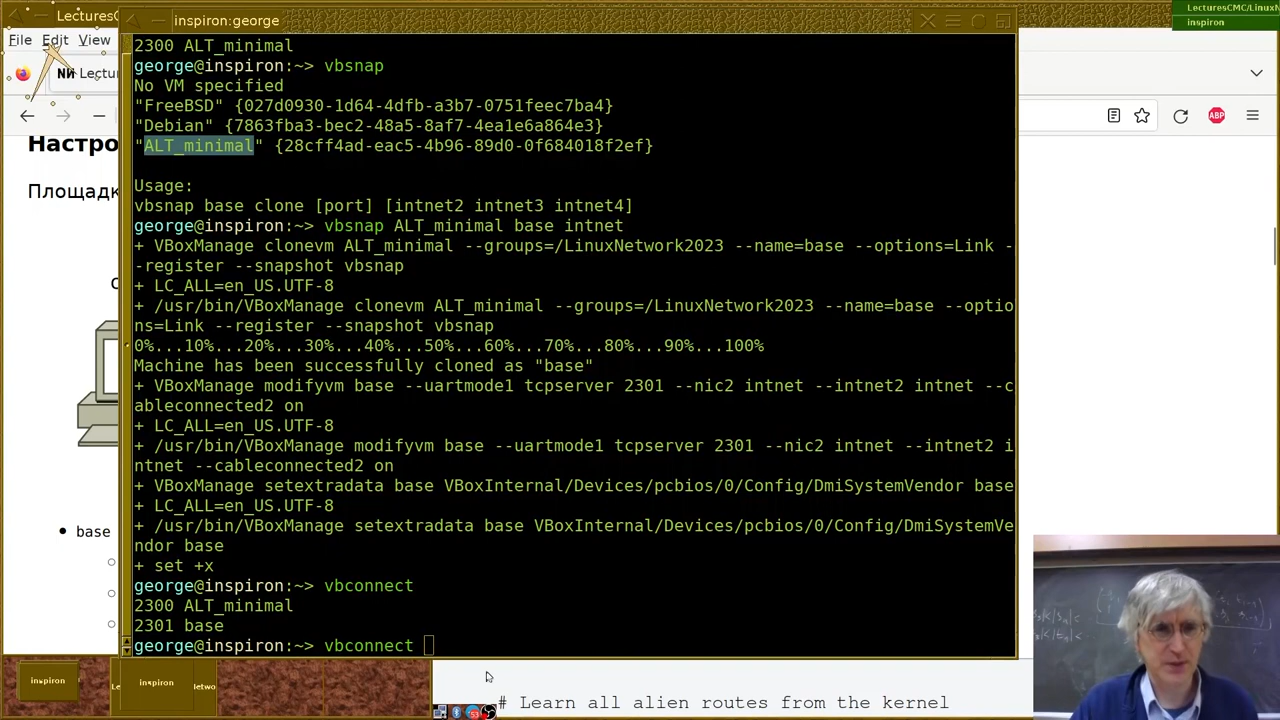 LecturesC
inspiron:george
LecturesCMC/LinuxN
inspiron
File Edit View
Lectu
Настро
Площадк
base
2300 ALT_minimal
george@inspiron:~> vbsnap
No VM specified
"FreeBSD" {027d0930-1d64-4dfb-a3b7-0751feec7ba4}
"Debian" {7863fba3-bec2-48a5-8af7-4ea1e6a864e3}
"ALT_minimal" {28cff4ad-eac5-4b96-89d0-0f684018f2ef}
Usage:
vbsnap base clone [port] [intnet2 intnet3 intnet4]
george@inspiron:~> vbsnap ALT_minimal base intnet
+ VBoxManage clonevm ALT_minimal --groups=/LinuxNetwork2023 --name=base --options=Link -
-register --snapshot vbsnap
+ LC_ALL=en_US.UTF-8
+ /usr/bin/VBoxManage clonevm ALT_minimal --groups=/LinuxNetwork2023 --name=base --optio
ns=Link --register --snapshot vbsnap
0%...10%...20%...30%...40%...50%...60%...70%...80%...90%...100%
Machine has been successfully cloned as "base"
+ VBoxManage modifyvm base --uartmode1 tcpserver 2301 --nic2 intnet --intnet2 intnet --c
ableconnected2 on
+ LC_ALL=en_US.UTF-8
+ /usr/bin/VBoxManage modifyvm base --uartmode1 tcpserver 2301 --nic2 intnet --intnet2 i
ntnet --cableconnected2 on
+ VBoxManage setextradata base VBoxInternal/Devices/pcbios/0/Config/DmiSystemVendor base
+ LC_ALL=en_US.UTF-8
+ /usr/bin/VBoxManage setextradata base VBoxInternal/Devices/pcbios/0/Config/DmiSystemVe
ndor base
+ set +x
george@inspiron:~> vbconnect
2300 ALT_minimal
2301 base
george@inspiron:~> vbconnect
inspiron
inspiron
etwo
# Learn all alien routes from the kernel